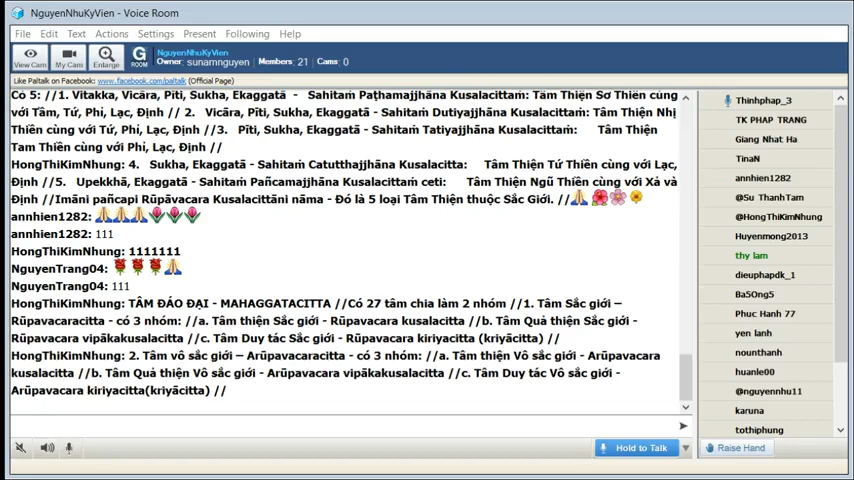 NguyenNhuKyVien - Voice Room
File Edit Text Actions Settings Present Following Help
View Cam My Cam Enlarge G ROOM
NguyenNhuKyVien
Owner: sunamnguyen | Members: 21 | Cams: 0
Like Paltalk on Facebook: www.facebook.com/paltalk (Official Page)
Có 5: //1. Vitakka, Vicāra, Pīti, Sukha, Ekaggatā - Sahitaṁ Paṭhamajjhāna Kusalacittaṁ: Tâm Thiện Sơ Thiền cùng
với Tầm, Tứ, Phỉ, Lạc, Định // 2. Vicāra, Pīti, Sukha, Ekaggatā - Sahitaṁ Dutiyajjhāna Kusalacittaṁ: Tâm Thiện Nhị
Thiền cùng với Tứ, Phỉ, Lạc, Định //3. Pīti, Sukha, Ekaggatā - Sahitaṁ Tatiyajjhāna Kusalacittaṁ: Tâm Thiện
Tam Thiền cùng với Phỉ, Lạc, Định //
HongThiKimNhung: 4. Sukha, Ekaggatā - Sahitaṁ Catutthajjhāna Kusalacitta: Tâm Thiện Tứ Thiền cùng với Lạc,
Định //5. Upekkhā, Ekaggatā - Sahitaṁ Pañcamajjhāna Kusalacittaṁ ceti: Tâm Thiện Ngũ Thiền cùng với Xả và
Định //Imāni pañcapi Rūpāvacara Kusalacittāni nāma - Đó là 5 loại Tâm Thiện thuộc Sắc Giới. //
annhien1282:
annhien1282: 111
HongThiKimNhung: 1111111
NguyenTrang04:
NguyenTrang04: 111
HongThiKimNhung: TÂM ĐÁO ĐẠI - MAHAGGATACITTA //Có 27 tâm chia làm 2 nhóm //1. Tâm Sắc giới –
Rūpavacaracitta - có 3 nhóm: //a. Tâm thiện Sắc giới - Rūpavacara kusalacitta //b. Tâm Quả thiện Sắc giới -
Rūpavacara vipākakusalacitta //c. Tâm Duy tác Sắc giới - Rūpavacara kiriyacitta (kriyācitta) //
HongThiKimNhung: 2. Tâm vô sắc giới – Arūpavacaracitta - có 3 nhóm: //a. Tâm thiện Vô sắc giới - Arūpavacara
kusalacitta //b. Tâm Quả thiện Vô sắc giới - Arūpavacara vipākakusalacitta //c. Tâm Duy tác Vô sắc giới -
Arūpavacara kiriyacitta(kriyācitta) //
Hold to Talk
Thinhphap_3
TK PHAP TRANG
Giang Nhat Ha
TinaN
annhien1282
@Su ThanhTam
@HongThiKimNhung
Huyenmong2013
thy lam
dieuphapdk_1
Ba5Ong5
Phuc Hanh 77
yen lanh
nounthanh
huanle00
@nguyennhu11
karuna
tothiphung
Raise Hand